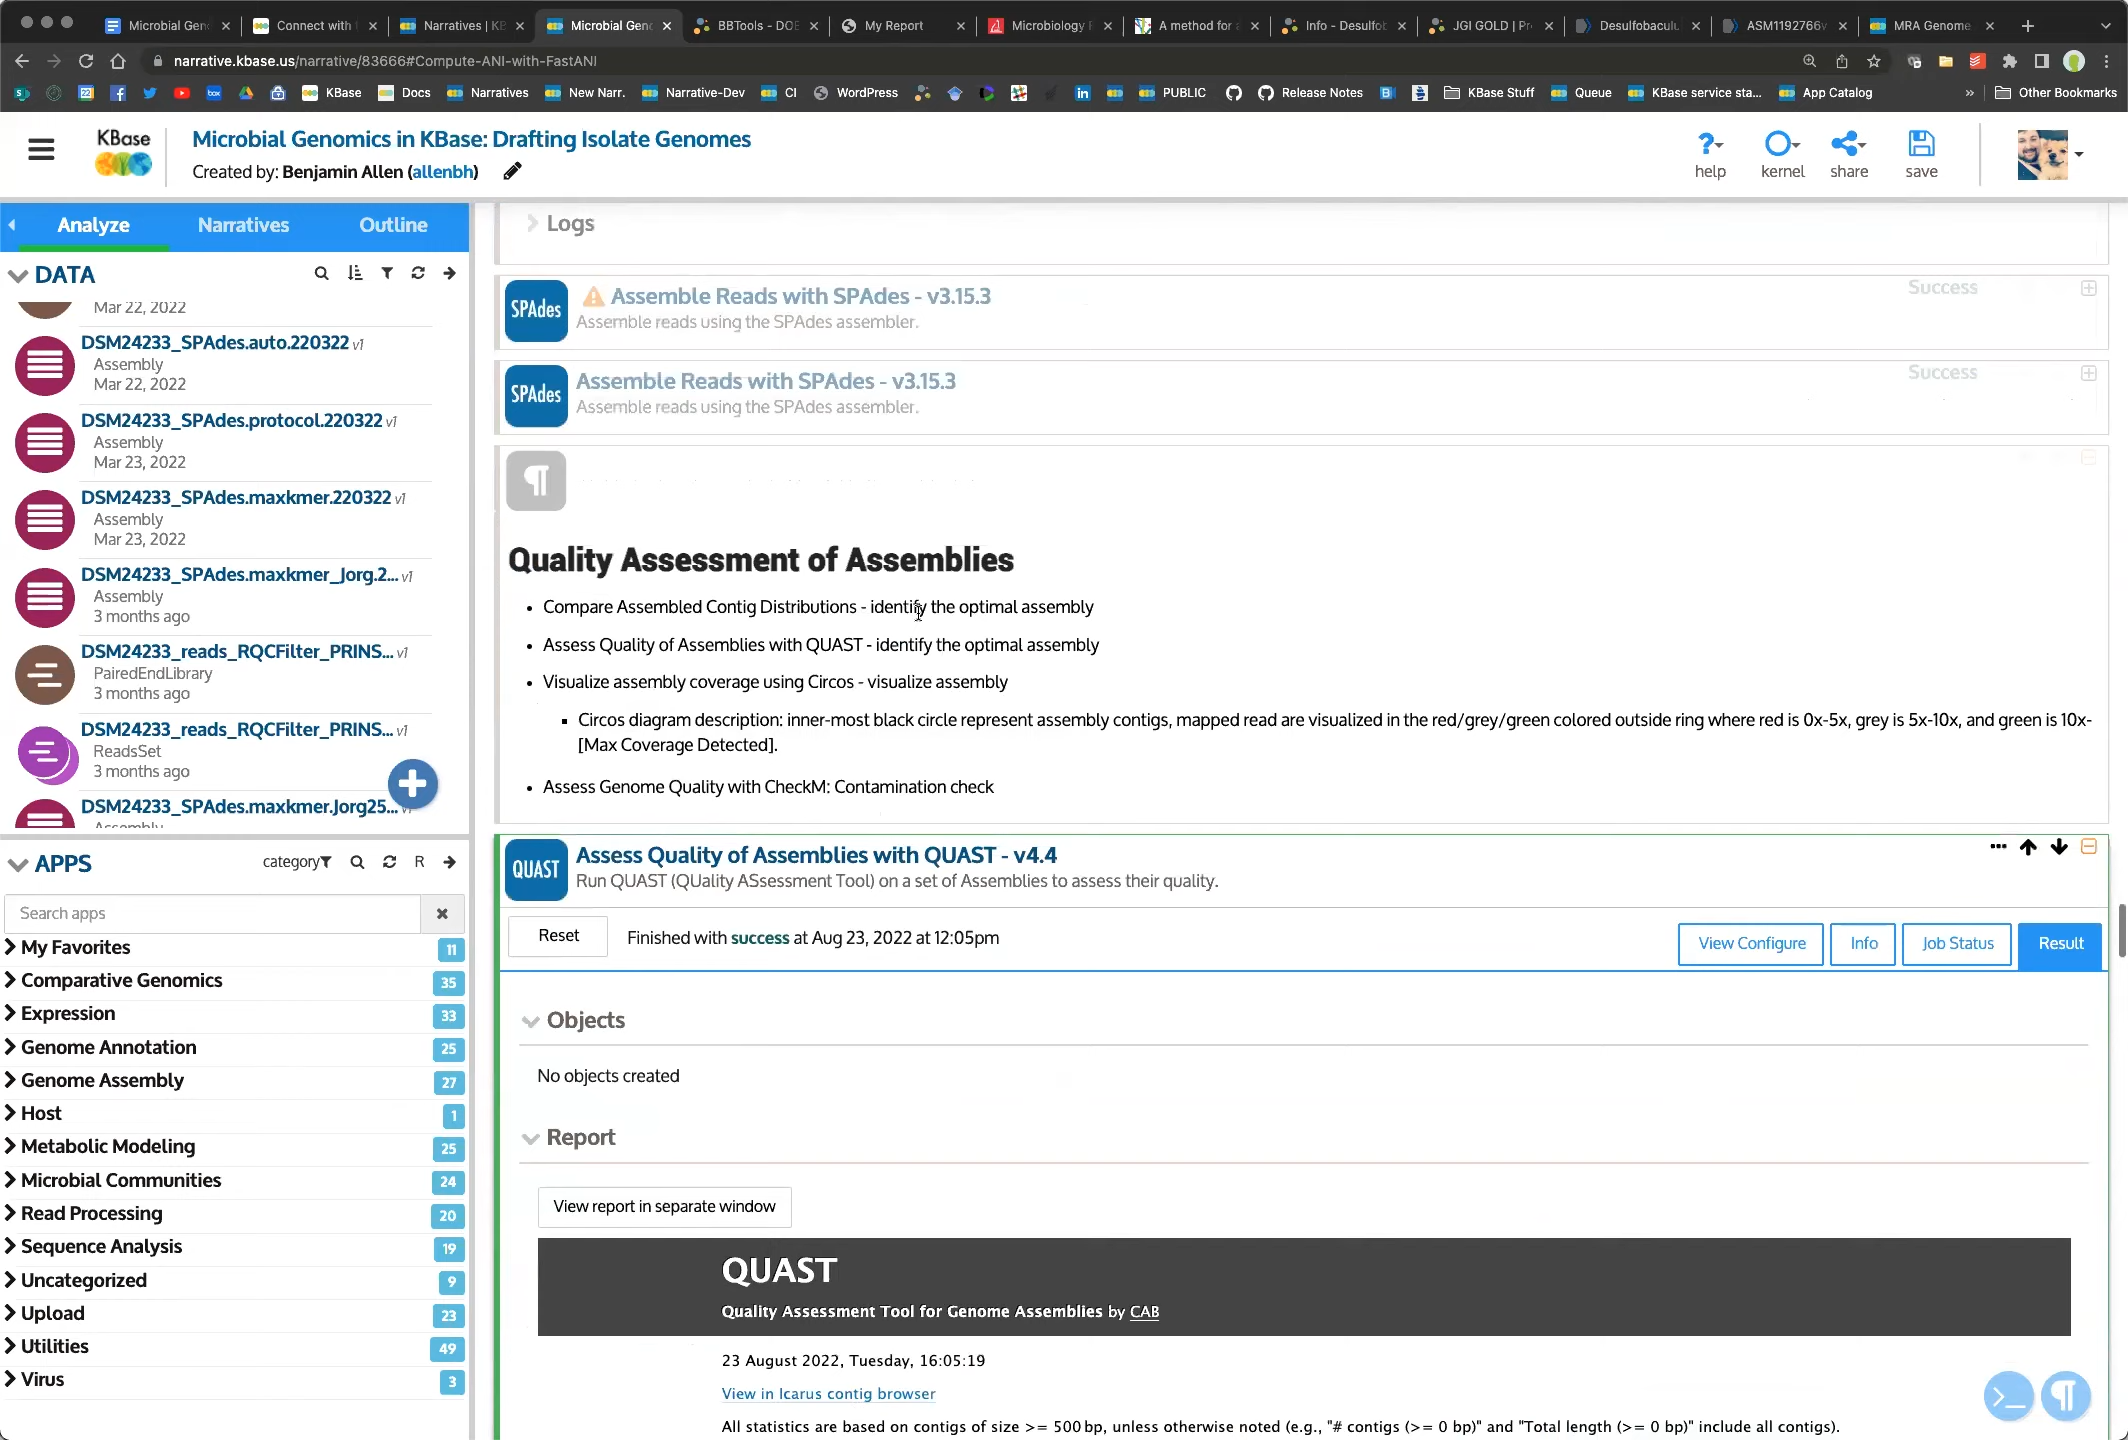 Microbial Gen
Connect with
Narratives | KB
Microbial Gen
BBTools - DOE
My Report
Microbiology
A method for
Info - Desulfob
JGI GOLD | Pr
Desulfobaculu
ASM1192766v
MRA Genome
narrative.kbase.us/narrative/83666#Compute-ANI-with-FastANI
KBase
Docs
Narratives
New Narr.
Narrative-Dev
CI
WordPress
PUBLIC
Release Notes
KBase Stuff
Queue
KBase service sta...
App Catalog
Other Bookmarks
KBase
Microbial Genomics in KBase: Drafting Isolate Genomes
Created by: Benjamin Allen (allenbh)
help
kernel
share
save
Analyze
Narratives
Outline
DATA
Mar 22, 2022
DSM24233_SPAdes.auto.220322 v1
Assembly
Mar 22, 2022
DSM24233_SPAdes.protocol.220322 v1
Assembly
Mar 23, 2022
DSM24233_SPAdes.maxkmer.220322 v1
Assembly
Mar 23, 2022
DSM24233_SPAdes.maxkmer_Jorg.2... v1
Assembly
3 months ago
DSM24233_reads_RQCFilter_PRINS... v1
PairedEndLibrary
3 months ago
DSM24233_reads_RQCFilter_PRINS... v1
ReadsSet
3 months ago
DSM24233_SPAdes.maxkmer.Jorg25... v1
Assembly
APPS
category
R
Search apps
My Favorites 11
Comparative Genomics 35
Expression 33
Genome Annotation 25
Genome Assembly 27
Host 1
Metabolic Modeling 25
Microbial Communities 24
Read Processing 20
Sequence Analysis 19
Uncategorized 9
Upload 23
Utilities 49
Virus 3
Logs
SPAdes
Assemble Reads with SPAdes - v3.15.3
Assemble reads using the SPAdes assembler.
Success
SPAdes
Assemble Reads with SPAdes - v3.15.3
Assemble reads using the SPAdes assembler.
Success
Quality Assessment of Assemblies
• Compare Assembled Contig Distributions - identify the optimal assembly
• Assess Quality of Assemblies with QUAST - identify the optimal assembly
• Visualize assembly coverage using Circos - visualize assembly
▪ Circos diagram description: inner-most black circle represent assembly contigs, mapped read are visualized in the red/grey/green colored outside ring where red is 0x-5x, grey is 5x-10x, and green is 10x-
[Max Coverage Detected].
• Assess Genome Quality with CheckM: Contamination check
QUAST
Assess Quality of Assemblies with QUAST - v4.4
Run QUAST (QUality ASsessment Tool) on a set of Assemblies to assess their quality.
Reset
Finished with success at Aug 23, 2022 at 12:05pm
View Configure
Info
Job Status
Result
Objects
No objects created
Report
View report in separate window
QUAST
Quality Assessment Tool for Genome Assemblies by CAB
23 August 2022, Tuesday, 16:05:19
View in Icarus contig browser
All statistics are based on contigs of size >= 500 bp, unless otherwise noted (e.g., "# contigs (>= 0 bp)" and "Total length (>= 0 bp)" include all contigs).